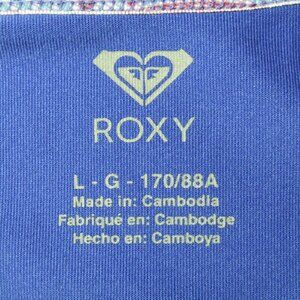 ROXY
L - G - 170/88A
Made in: Cambodia
Fabriqué en: Cambodge
Hecho en: Camboya